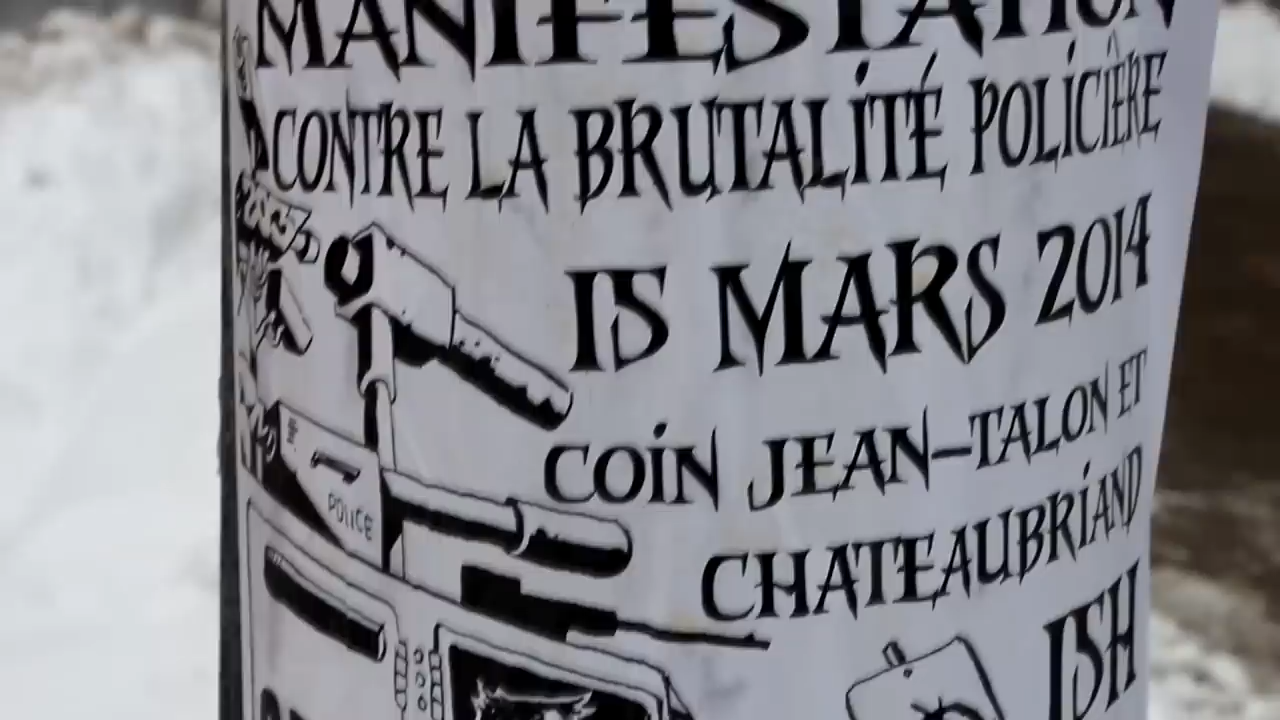 MANIFESTATION
CONTRE LA BRUTALITÉ POLICIÈRE
15 MARS 2014
COIN JEAN-TALON ET
CHATEAUBRIAND
15H
POLICE